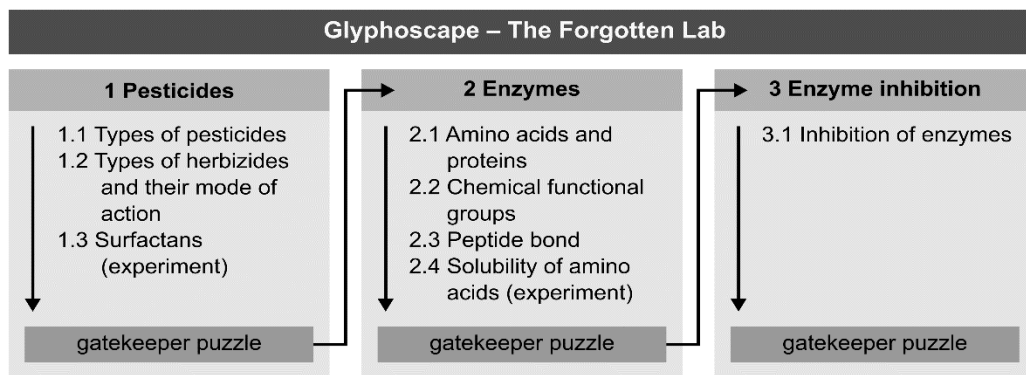 Glyphoscape – The Forgotten Lab
1 Pesticides
1.1 Types of pesticides
1.2 Types of herbizides
and their mode of
action
1.3 Surfactans
(experiment)
gatekeeper puzzle
2 Enzymes
2.1 Amino acids and
proteins
2.2 Chemical functional
groups
2.3 Peptide bond
2.4 Solubility of amino
acids (experiment)
gatekeeper puzzle
3 Enzyme inhibition
3.1 Inhibition of enzymes
gatekeeper puzzle